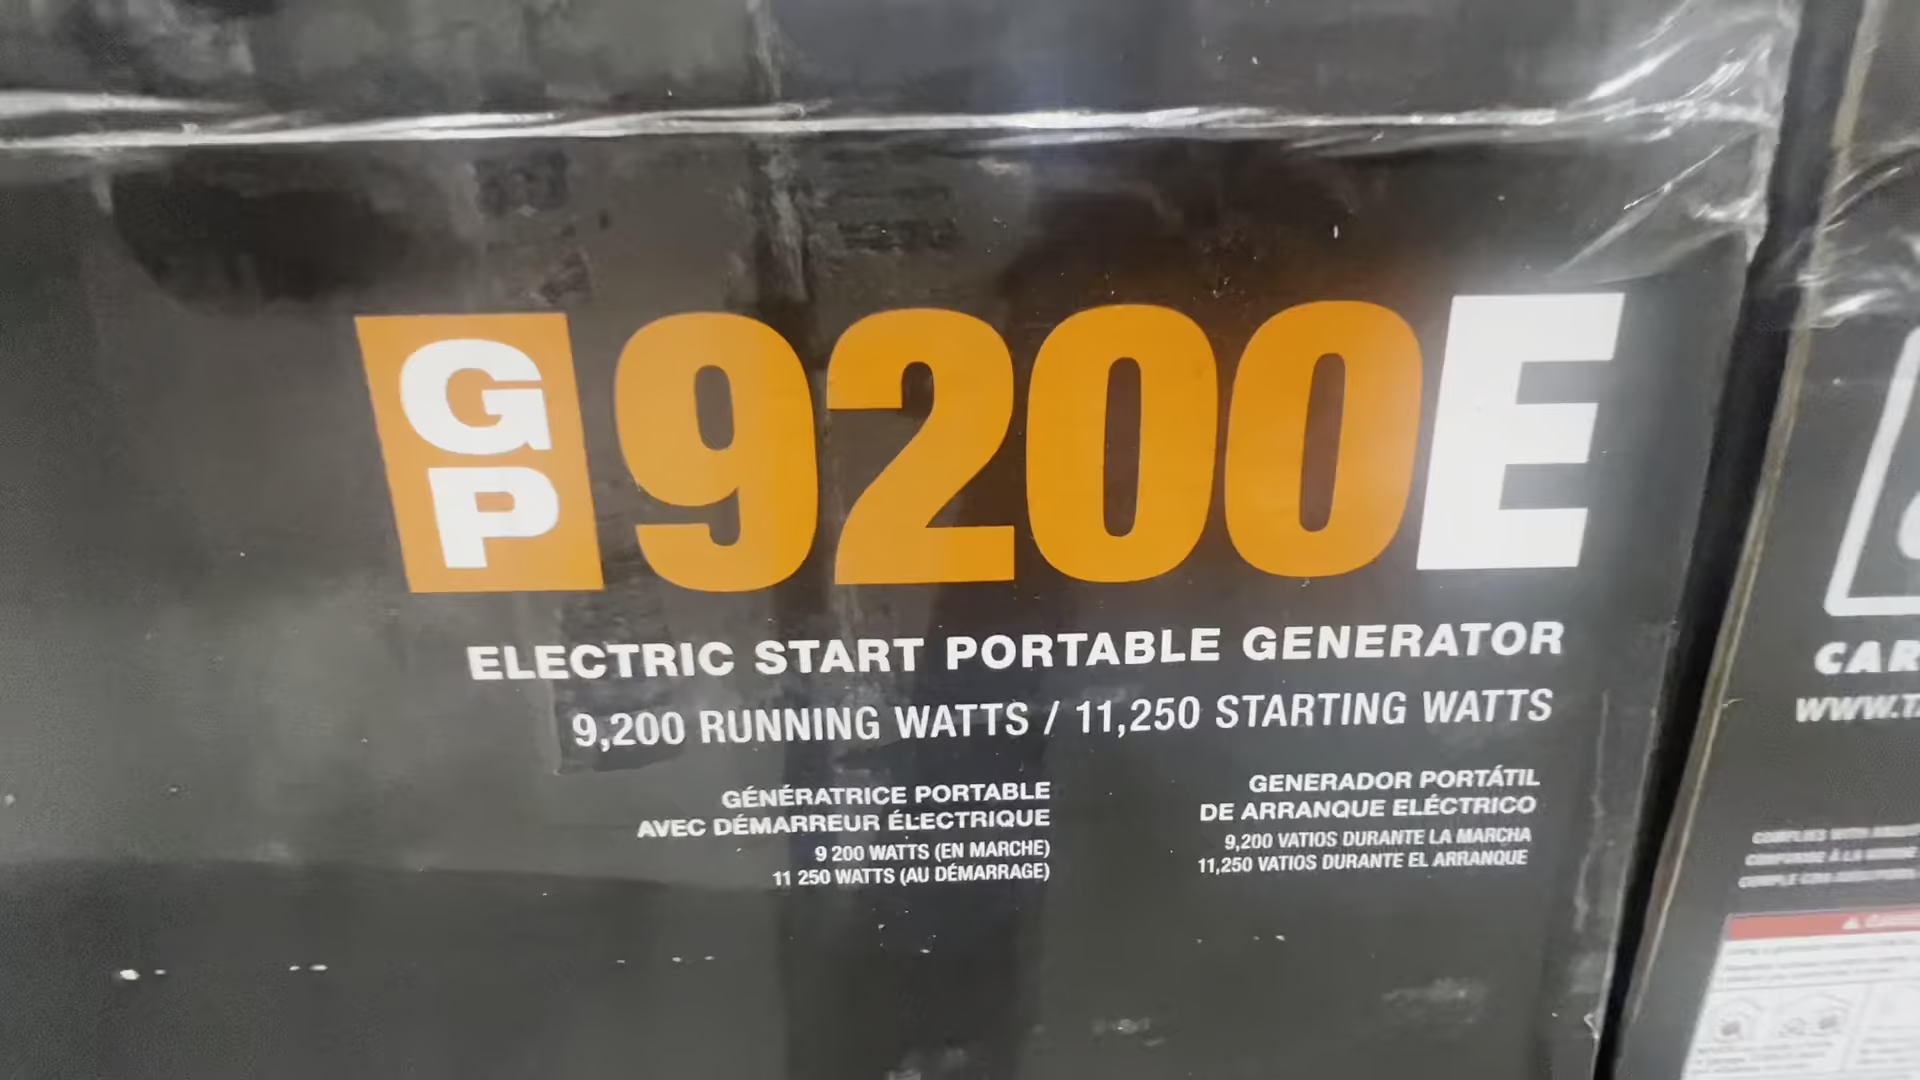 GP 9200E
ELECTRIC START PORTABLE GENERATOR
9,200 RUNNING WATTS / 11,250 STARTING WATTS
GÉNÉRATRICE PORTABLE
AVEC DÉMARREUR ÉLECTRIQUE
9 200 WATTS (EN MARCHE)
11 250 WATTS (AU DÉMARRAGE)
GENERADOR PORTÁTIL
DE ARRANQUE ELÉCTRICO
9,200 VATIOS DURANTE LA MARCHA
11,250 VATIOS DURANTE EL ARRANQUE
CAR
WWW.T
COMPLIES WITH